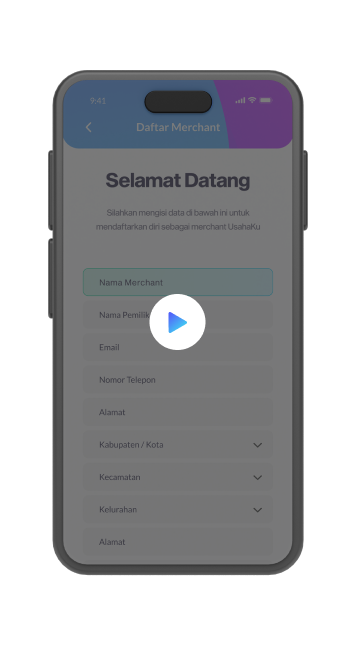 9:41
Daftar Merchant
Selamat Datang
Silahkan mengisi data di bawah ini untuk
mendaftarkan diri sebagai merchant UsahaKu
Nama Merchant
Nama Pemilik
Email
Nomor Telepon
Alamat
Kabupaten / Kota
Kecamatan
Kelurahan
Alamat